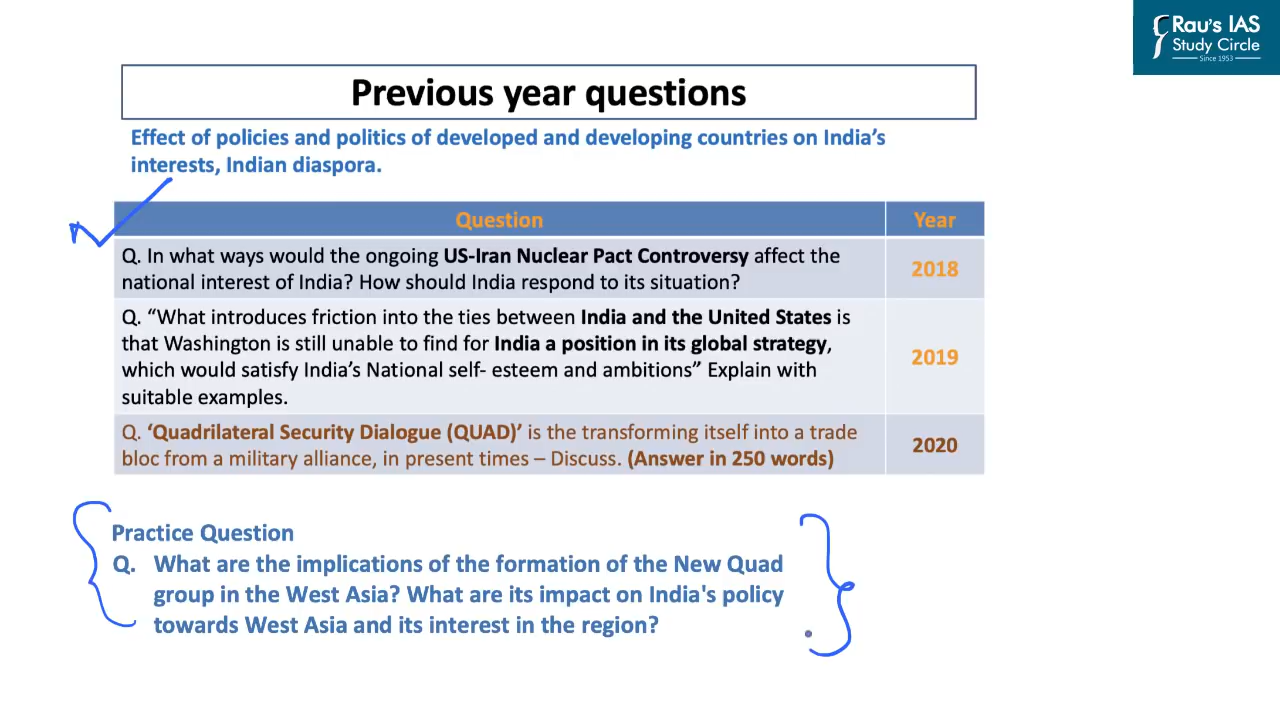 Rau's IAS
Study Circle
Since 1953
Previous year questions
Effect of policies and politics of developed and developing countries on India's
interests, Indian diaspora.
Question Year
Q. In what ways would the ongoing US-Iran Nuclear Pact Controversy affect the
national interest of India? How should India respond to its situation?
2018
Q. “What introduces friction into the ties between India and the United States is
that Washington is still unable to find for India a position in its global strategy,
which would satisfy India's National self- esteem and ambitions” Explain with
suitable examples.
2019
Q. ‘Quadrilateral Security Dialogue (QUAD)’ is the transforming itself into a trade
bloc from a military alliance, in present times – Discuss. (Answer in 250 words)
2020
Practice Question
Q. What are the implications of the formation of the New Quad
group in the West Asia? What are its impact on India's policy
towards West Asia and its interest in the region?